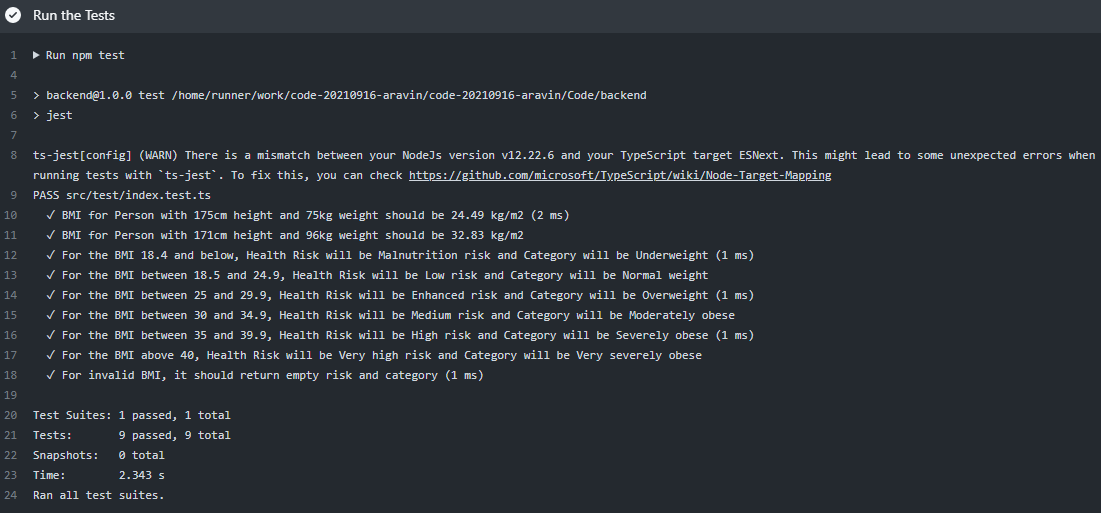 Run the Tests
1 ▶ Run npm test
4
5 > backend@1.0.0 test /home/runner/work/code-20210916-aravin/code-20210916-aravin/Code/backend
6 > jest
7
8 ts-jest[config] (WARN) There is a mismatch between your NodeJs version v12.22.6 and your TypeScript target ESNext. This might lead to some unexpected errors when
running tests with `ts-jest`. To fix this, you can check https://github.com/microsoft/TypeScript/wiki/Node-Target-Mapping
9 PASS src/test/index.test.ts
10 ✓ BMI for Person with 175cm height and 75kg weight should be 24.49 kg/m2 (2 ms)
11 ✓ BMI for Person with 171cm height and 96kg weight should be 32.83 kg/m2
12 ✓ For the BMI 18.4 and below, Health Risk will be Malnutrition risk and Category will be Underweight (1 ms)
13 ✓ For the BMI between 18.5 and 24.9, Health Risk will be Low risk and Category will be Normal weight
14 ✓ For the BMI between 25 and 29.9, Health Risk will be Enhanced risk and Category will be Overweight (1 ms)
15 ✓ For the BMI between 30 and 34.9, Health Risk will be Medium risk and Category will be Moderately obese
16 ✓ For the BMI between 35 and 39.9, Health Risk will be High risk and Category will be Severely obese (1 ms)
17 ✓ For the BMI above 40, Health Risk will be Very high risk and Category will be Very severely obese
18 ✓ For invalid BMI, it should return empty risk and category (1 ms)
19
20 Test Suites: 1 passed, 1 total
21 Tests: 9 passed, 9 total
22 Snapshots: 0 total
23 Time: 2.343 s
24 Ran all test suites.